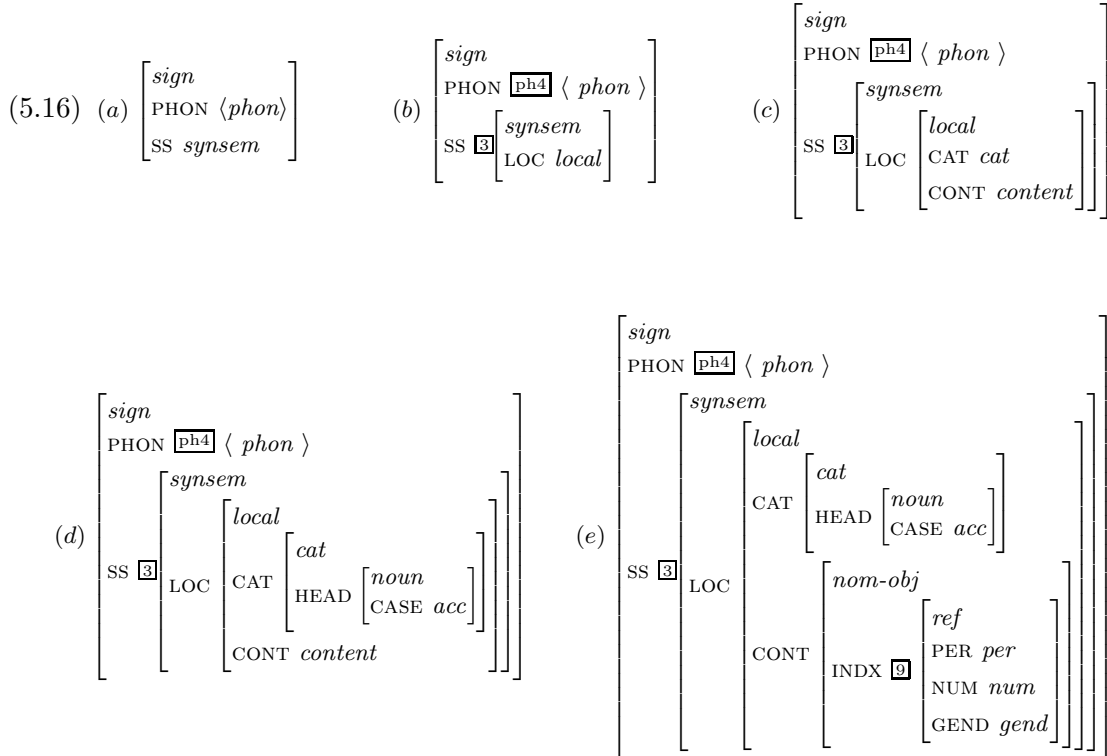 (5.16) (a) [sign
PHON ⟨phon⟩
SS synsem]
(b) [sign
PHON [ph4] ⟨ phon ⟩
SS [3] [synsem
LOC local]]
(c) [sign
PHON [ph4] ⟨ phon ⟩
SS [3] [synsem
LOC [local
CAT cat
CONT content]]]
(d) [sign
PHON [ph4] ⟨ phon ⟩
SS [3] [synsem
LOC [local
CAT [cat
HEAD [noun
CASE acc]]
CONT content]]]
(e) [sign
PHON [ph4] ⟨ phon ⟩
SS [3] [synsem
LOC [local
CAT [cat
HEAD [noun
CASE acc]]
CONT [nom-obj
INDX [9] [ref
PER per
NUM num
GEND gend]]]]]